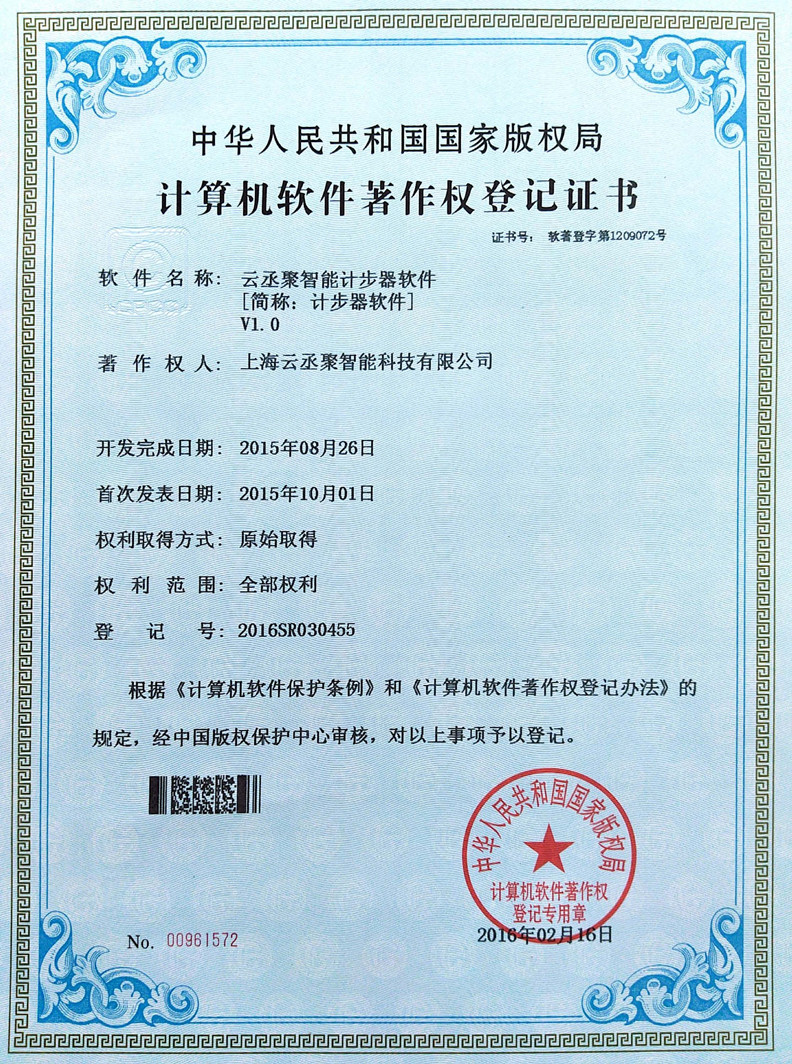 中华人民共和国国家版权局
计算机软件著作权登记证书
证书号： 软著登字第1209072号
软件名称： 云丞聚智能计步器软件
[简称：计步器软件]
V1.0
著作权人： 上海云丞聚智能科技有限公司
开发完成日期： 2015年08月26日
首次发表日期： 2015年10月01日
权利取得方式： 原始取得
权利范围： 全部权利
登记号： 2016SR030455
根据《计算机软件保护条例》和《计算机软件著作权登记办法》的
规定，经中国版权保护中心审核，对以上事项予以登记。
中华人民共和国国家版权局
计算机软件著作权
登记专用章
2016年02月16日
No. 00961572